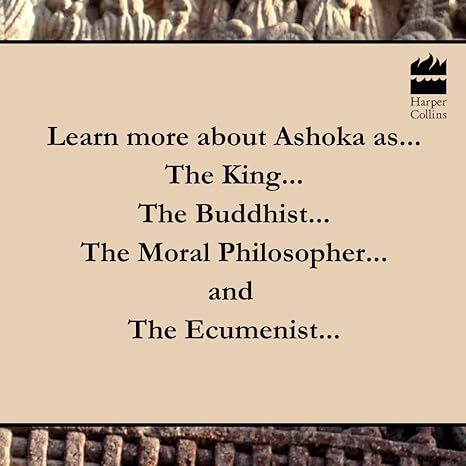 Harper
Collins
Learn more about Ashoka as...
The King...
The Buddhist...
The Moral Philosopher...
and
The Ecumenist...